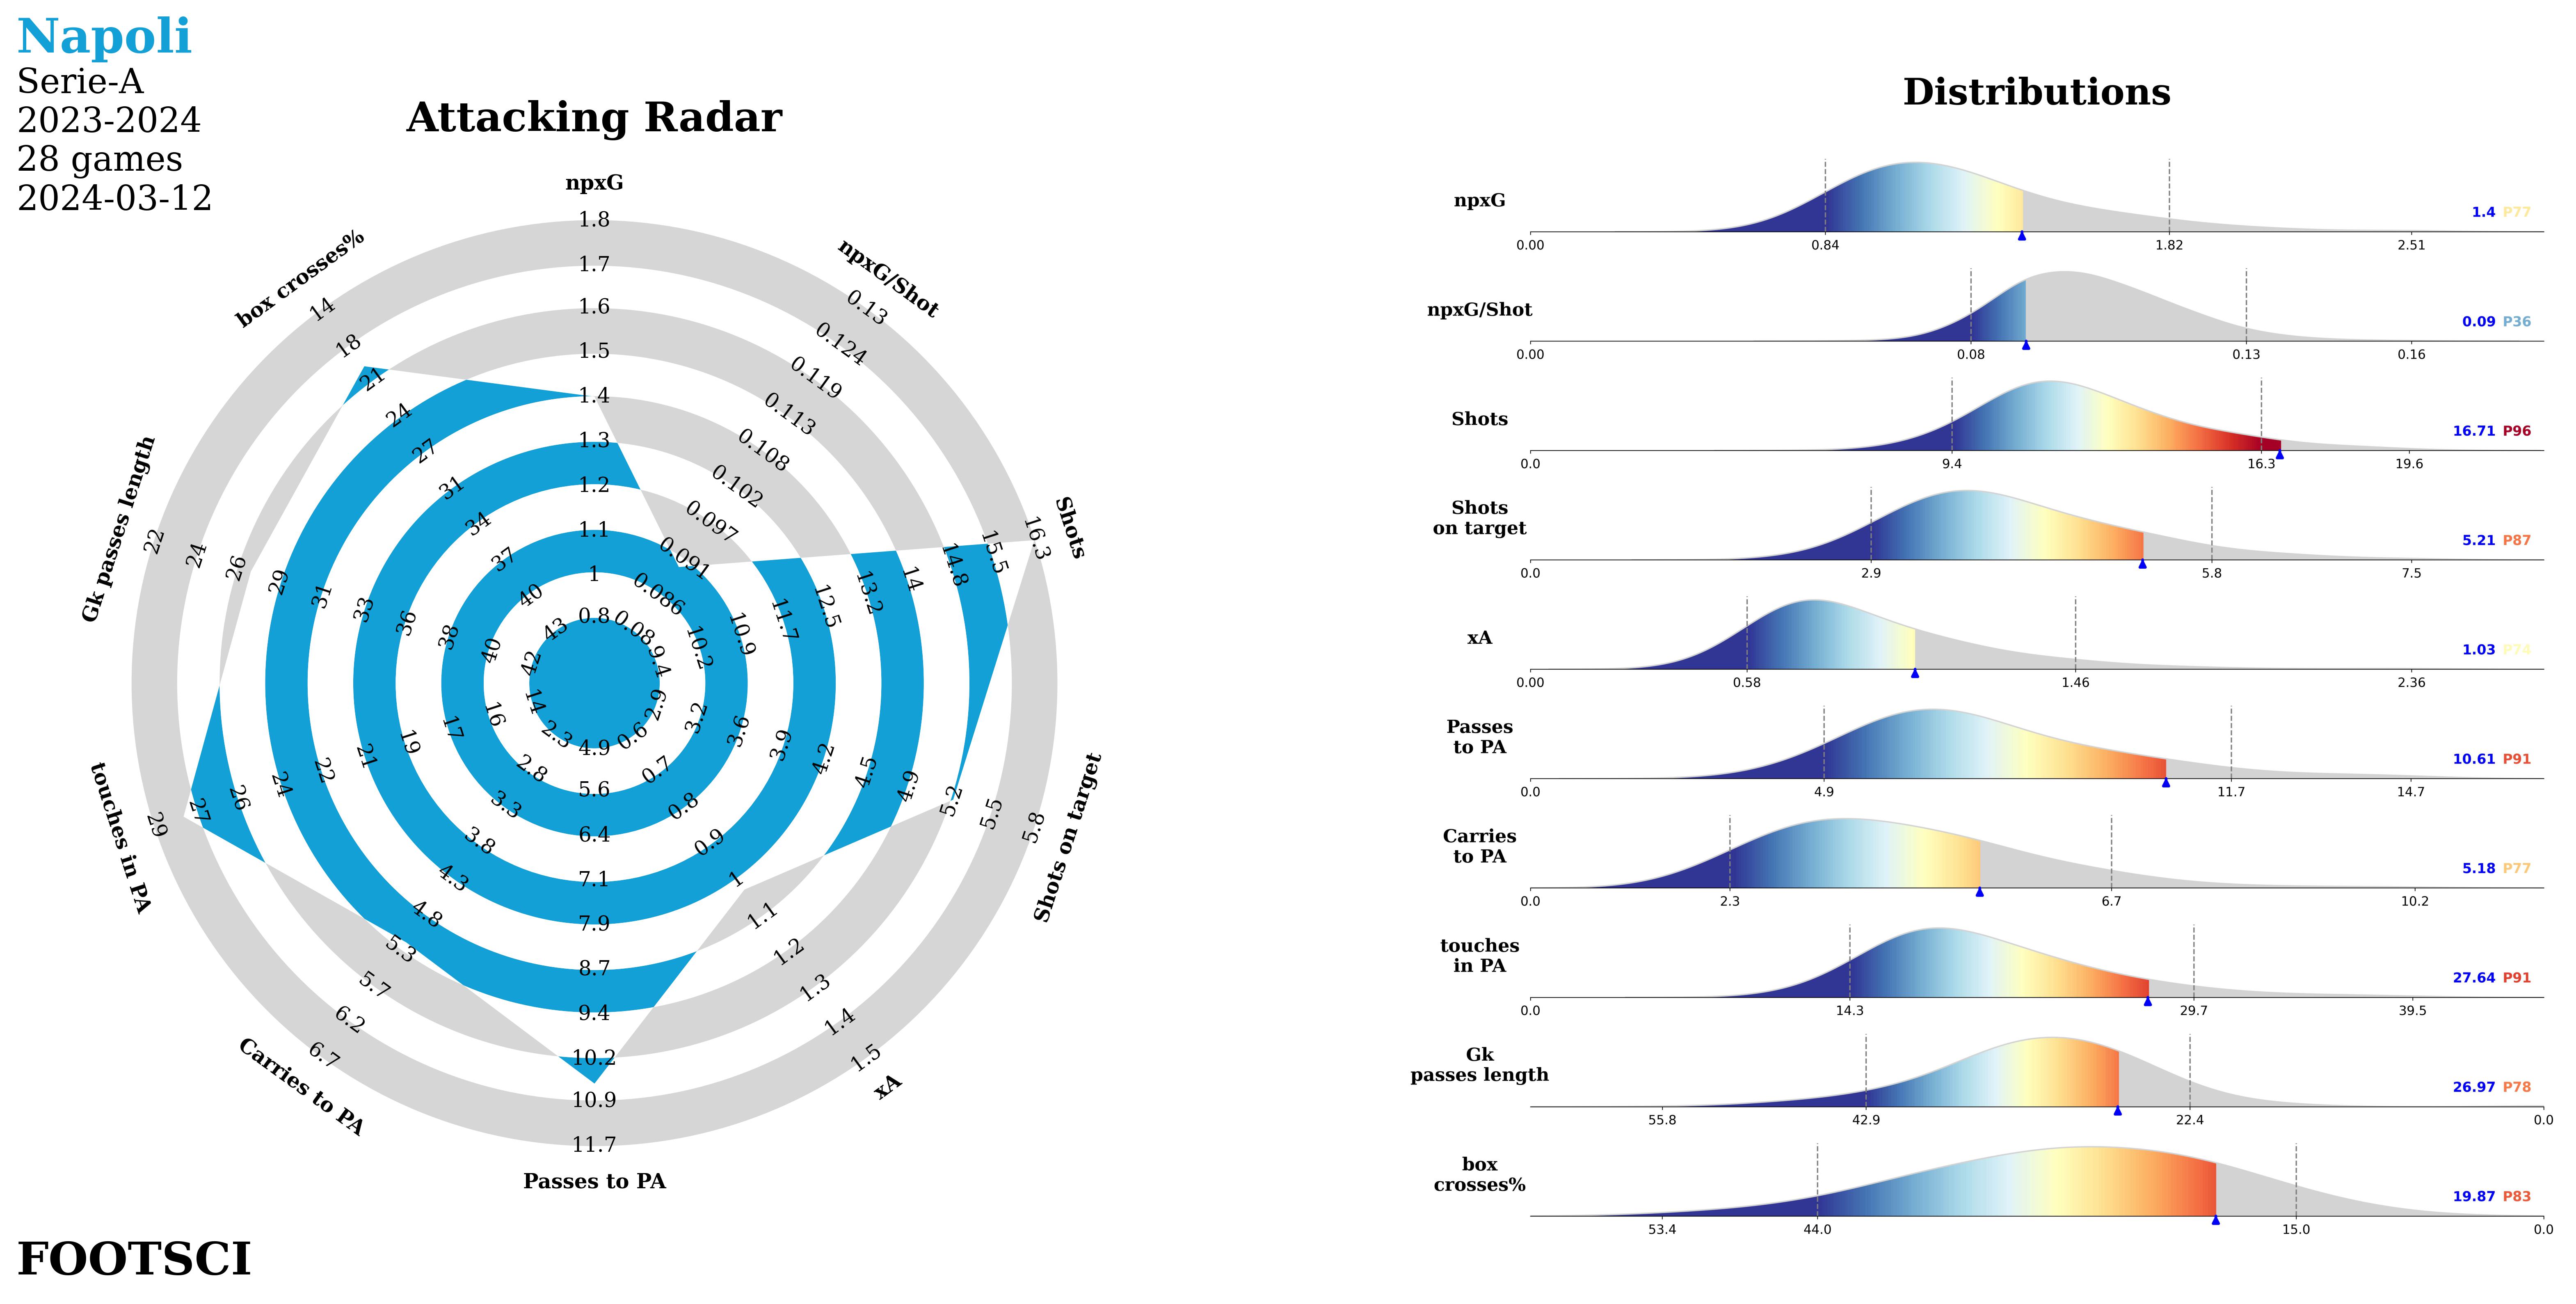 Napoli
Serie-A
2023-2024
28 games
2024-03-12
Attacking Radar
npxG
1.8
1.7
1.6
1.5
1.4
1.3
1.2
1.1
1
0.8
npxG/Shot
0.13
0.124
0.119
0.113
0.108
0.102
0.097
0.091
0.086
0.08
Shots
16.3
15.5
14.8
14
13.2
12.5
11.7
10.9
10.2
9.4
Shots on target
5.8
5.5
5.2
4.9
4.5
4.2
3.9
3.6
3.2
2.9
xA
1.5
1.4
1.3
1.2
1.1
1
0.9
0.8
0.7
0.6
Passes to PA
11.7
10.9
10.2
9.4
8.7
7.9
7.1
6.4
5.6
4.9
Carries to PA
6.7
6.2
5.7
5.3
4.8
4.3
3.8
3.3
2.8
2.3
touches in PA
29
27
26
24
22
21
19
17
16
14
Gk passes length
22
24
26
29
31
33
36
38
40
42
box crosses%
14
18
21
24
27
31
34
37
40
43
FOOTSCI
Distributions
npxG
1.4 P77
0.00 0.84 1.82 2.51
npxG/Shot
0.09 P36
0.00 0.08 0.13 0.16
Shots
16.71 P96
0.0 9.4 16.3 19.6
Shots
on target
5.21 P87
0.0 2.9 5.8 7.5
xA
1.03 P74
0.00 0.58 1.46 2.36
Passes
to PA
10.61 P91
0.0 4.9 11.7 14.7
Carries
to PA
5.18 P77
0.0 2.3 6.7 10.2
touches
in PA
27.64 P91
0.0 14.3 29.7 39.5
Gk
passes length
26.97 P78
55.8 42.9 22.4 0.0
box
crosses%
19.87 P83
53.4 44.0 15.0 0.0